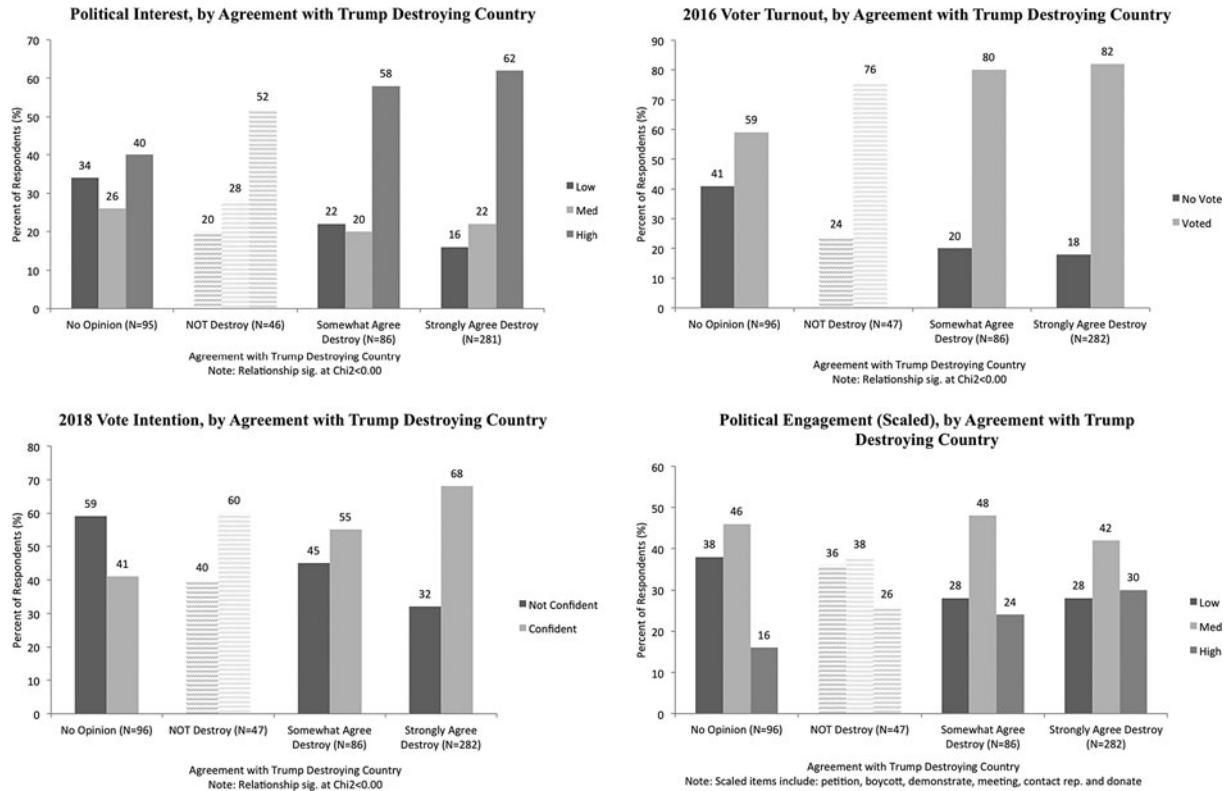 Political Interest, by Agreement with Trump Destroying Country
Percent of Respondents (%)
70
60
50
40
30
20
10
0
34
26
40
20
28
52
22
20
58
16
22
62
Low
Med
High
No Opinion (N=95)
NOT Destroy (N=46)
Somewhat Agree
Destroy (N=86)
Strongly Agree Destroy
(N=281)
Agreement with Trump Destroying Country
Note: Relationship sig. at Chi2<0.00
2016 Voter Turnout, by Agreement with Trump Destroying Country
Percent of Respondents (%)
90
80
70
60
50
40
30
20
10
0
41
59
24
76
20
80
18
82
No Vote
Voted
No Opinion (N=96)
NOT Destroy (N=47)
Somewhat Agree
Destroy (N=86)
Strongly Agree Destroy
(N=282)
Agreement with Trump Destroying Country
Note: Relationship sig. at Chi2<0.00
2018 Vote Intention, by Agreement with Trump Destroying Country
Percent of Respondents (%)
80
70
60
50
40
30
20
10
0
59
41
40
60
45
55
32
68
Not Confident
Confident
No Opinion (N=96)
NOT Destroy (N=47)
Somewhat Agree
Destroy (N=86)
Strongly Agree
Destroy (N=282)
Agreement with Trump Destroying Country
Note: Relationship sig. at Chi2<0.00
Political Engagement (Scaled), by Agreement with Trump
Destroying Country
Percent of Respondents (%)
60
50
40
30
20
10
0
38
46
16
36
38
26
28
48
24
28
42
30
Low
Med
High
No Opinion (N=96)
NOT Destroy (N=47)
Somewhat Agree
Destroy (N=86)
Strongly Agree
Destroy (N=282)
Agreement with Trump Destroying Country
Note: Scaled items include: petition, boycott, demonstrate, meeting, contact rep. and donate